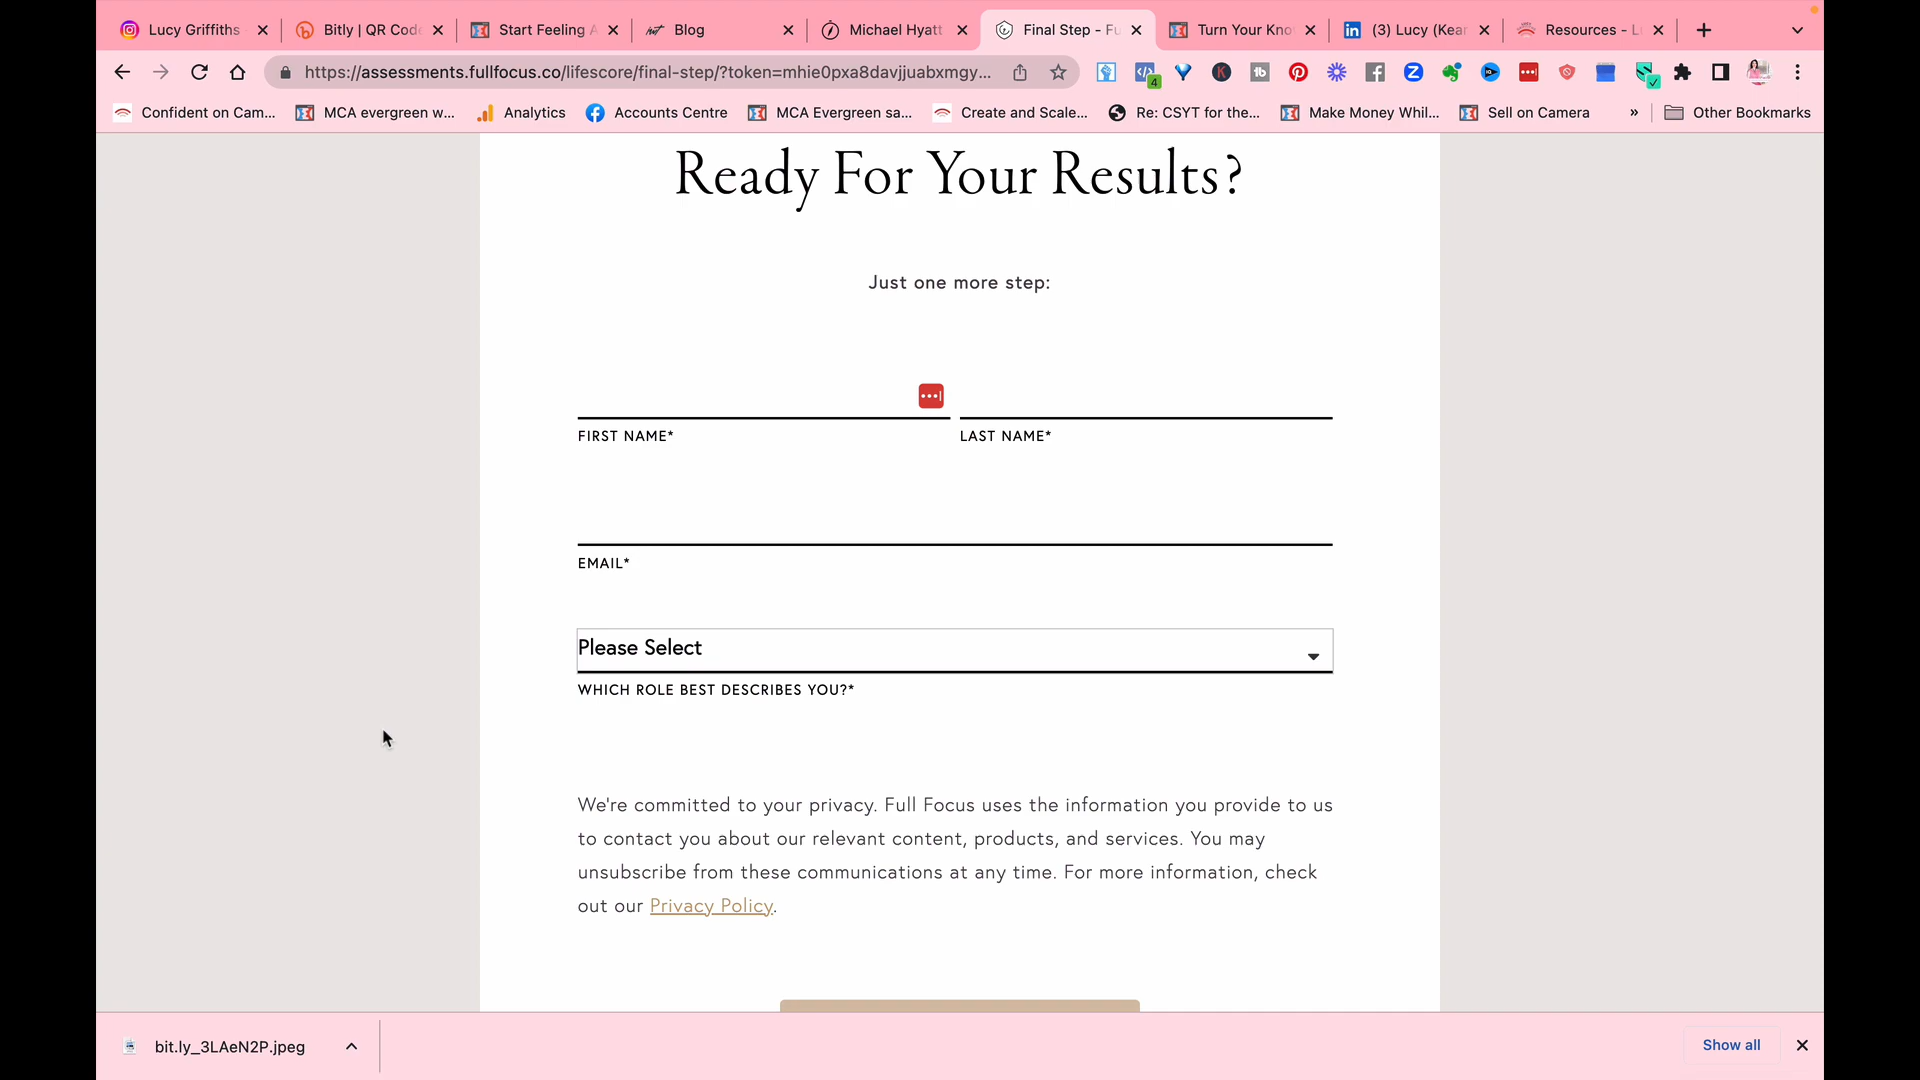 Lucy Griffiths
Bitly | QR Code
Start Feeling A
Blog
Michael Hyatt
Final Step - Fu
Turn Your Kno
(3) Lucy (Kear
Resources - L
https://assessments.fullfocus.co/lifescore/final-step/?token=mhie0pxa8davjjuabxmgy...
4
Confident on Cam...
MCA evergreen w...
Analytics
Accounts Centre
MCA Evergreen sa...
Create and Scale...
Re: CSYT for the...
Make Money Whil...
Sell on Camera
»
Other Bookmarks
Ready For Your Results?
Just one more step:
FIRST NAME*
LAST NAME*
EMAIL*
Please Select
WHICH ROLE BEST DESCRIBES YOU?*
We're committed to your privacy. Full Focus uses the information you provide to us
to contact you about our relevant content, products, and services. You may
unsubscribe from these communications at any time. For more information, check
out our Privacy Policy.
bit.ly_3LAeN2P.jpeg
Show all